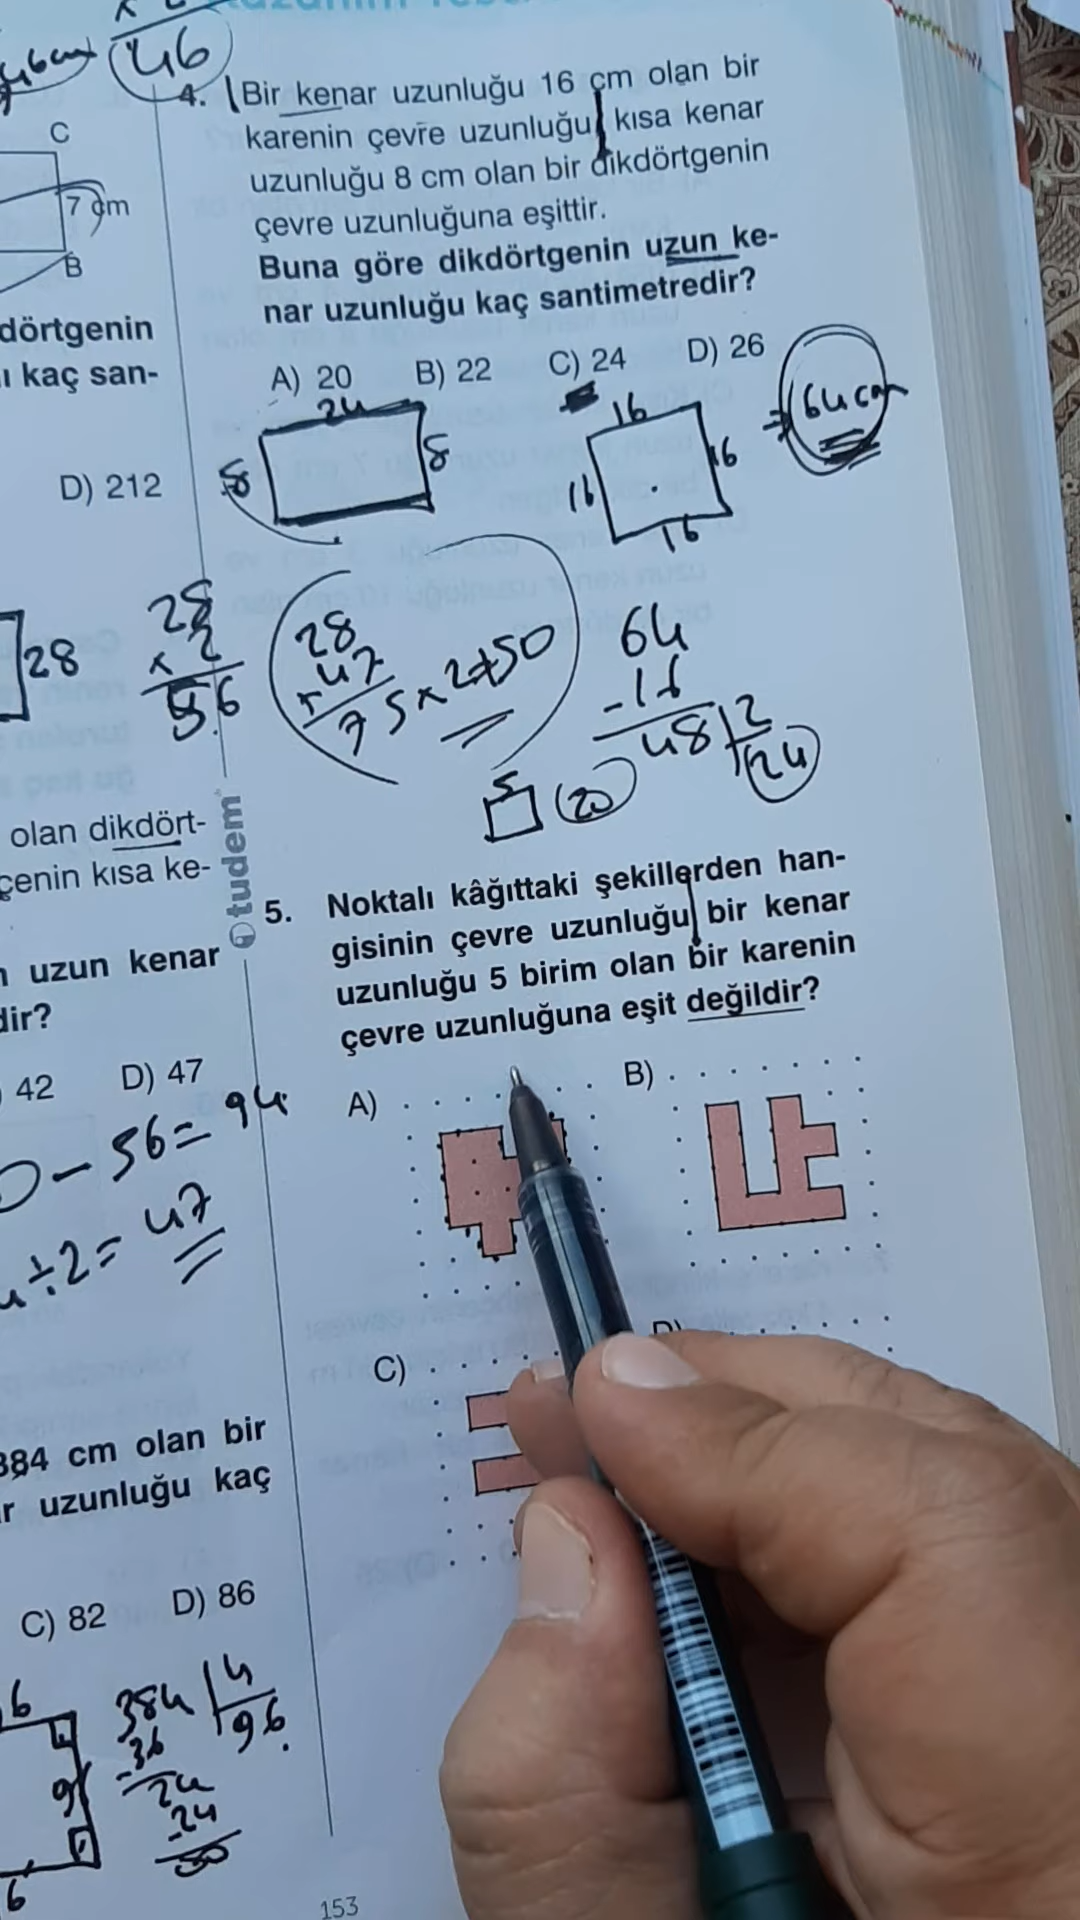 46
C
7 cm
B
dörtgenin
kaç san-
D) 212
28
28
x 2
56
olan dikdört-
çenin kısa ke-
uzun kenar
dir?
42 D) 47
- 56 = 94
÷2= 47
384 cm olan bir
r uzunluğu kaç
C) 82 D) 86
6
96
6
384 4
96
- 36
24
- 24
tudem
4. Bir kenar uzunluğu 16 cm olan bir
karenin çevre uzunluğu, kısa kenar
uzunluğu 8 cm olan bir dikdörtgenin
çevre uzunluğuna eşittir.
Buna göre dikdörtgenin uzun ke-
nar uzunluğu kaç santimetredir?
A) 20 B) 22 C) 24 D) 26
24
8
8
16
16
16
16
64 cm
28
+ 47
75 x 2 = 150
64
- 16
48 2
24
5
20
5. Noktalı kâğıttaki şekillerden han-
gisinin çevre uzunluğu, bir kenar
uzunluğu 5 birim olan bir karenin
çevre uzunluğuna eşit değildir?
A)
B)
C)
D)
153